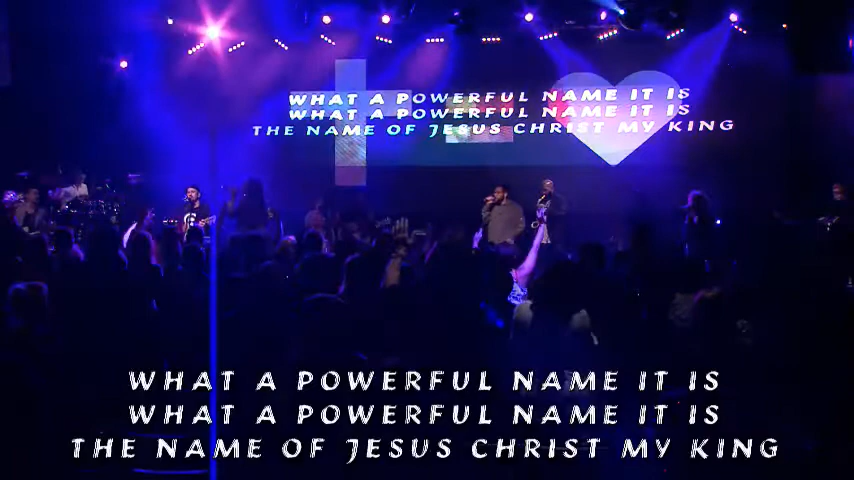 WHAT A POWERFUL NAME IT IS
WHAT A POWERFUL NAME IT IS
THE NAME OF JESUS CHRIST MY KING
WHAT A POWERFUL NAME IT IS
WHAT A POWERFUL NAME IT IS
THE NAME OF JESUS CHRIST MY KING